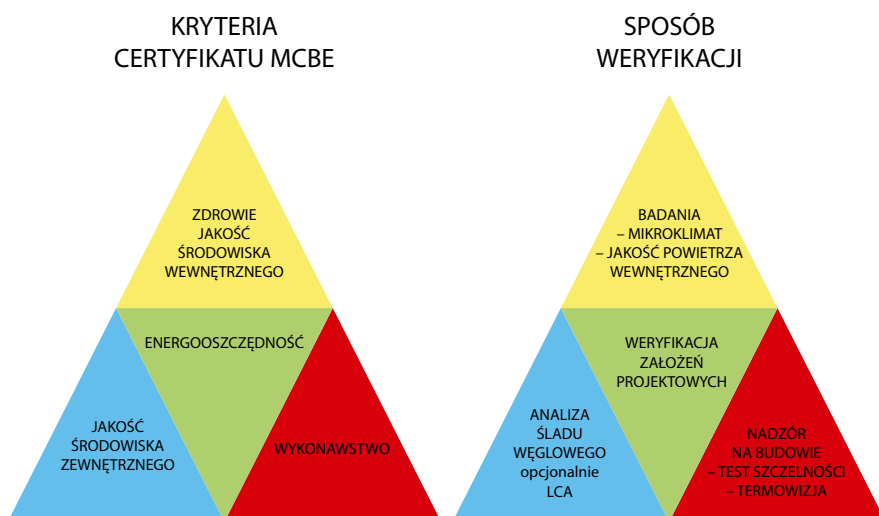 KRYTERIA
CERTYFIKATU MCBE
ZDROWIE
JAKOŚĆ
ŚRODOWISKA
WEWNĘTRZNEGO
ENERGOOSZCZĘDNOŚĆ
JAKOŚĆ
ŚRODOWISKA
ZEWNĘTRZNEGO
WYKONAWSTWO
SPOSÓB
WERYFIKACJI
BADANIA
– MIKROKLIMAT
– JAKOŚĆ POWIETRZA
WEWNĘTRZNEGO
WERYFIKACJA
ZAŁOŻEŃ
PROJEKTOWYCH
ANALIZA
ŚLADU
WĘGLOWEGO
opcjonalnie
LCA
NADZÓR
NA BUDOWIE
– TEST SZCZELNOŚCI
– TERMOWIZJA